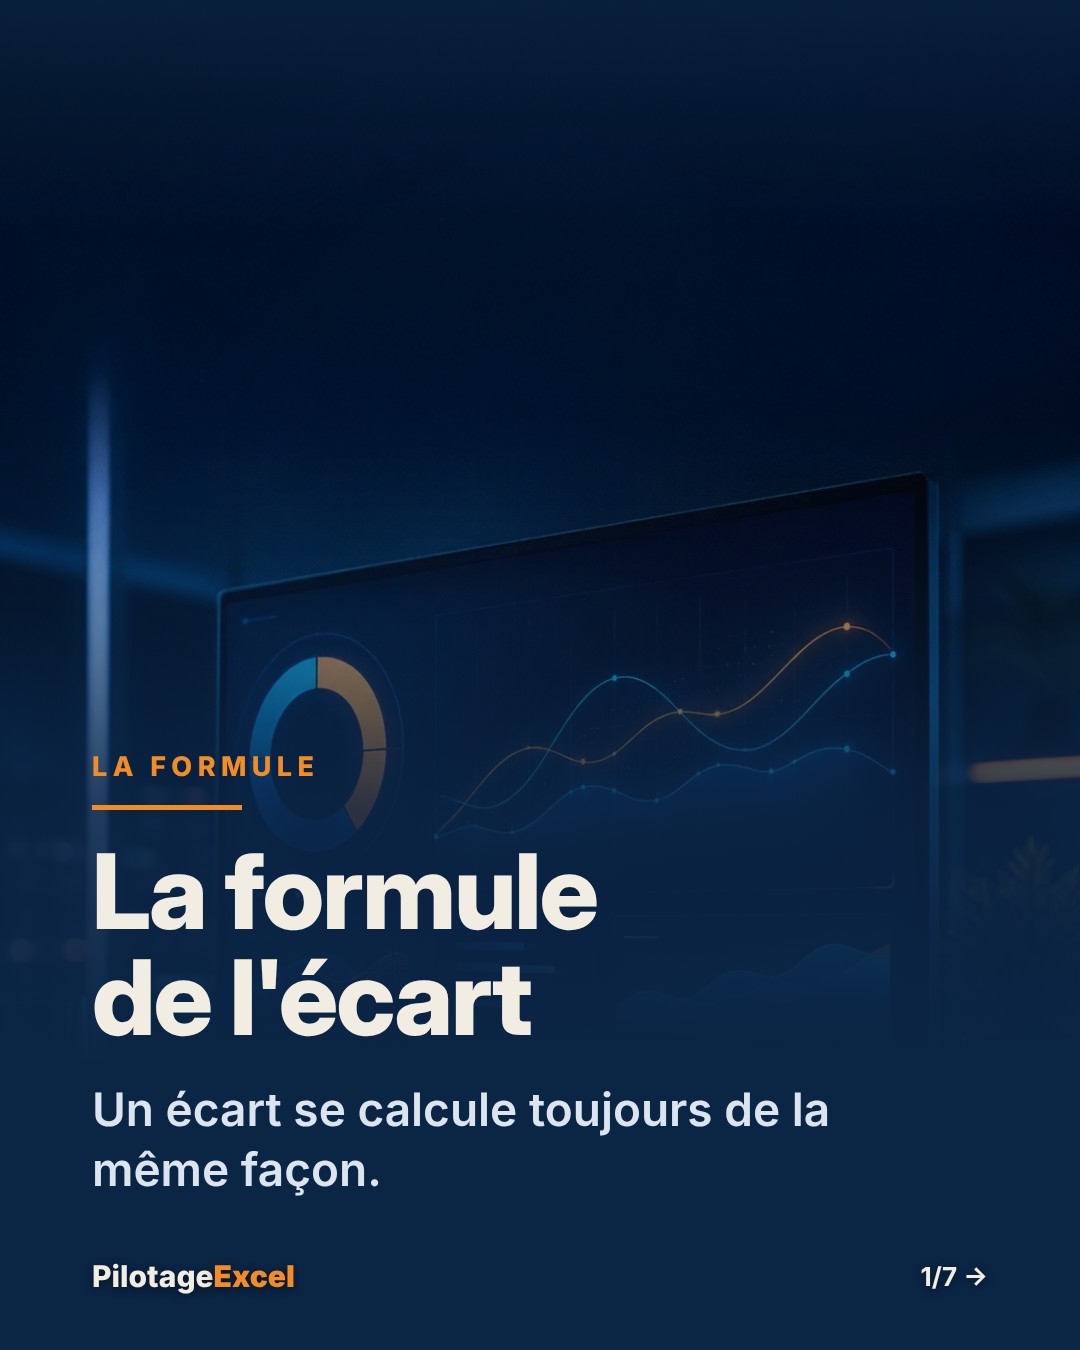 LA FORMULE
La formule
de l'écart
Un écart se calcule toujours de la
même façon.
PilotageExcel
1/7 →